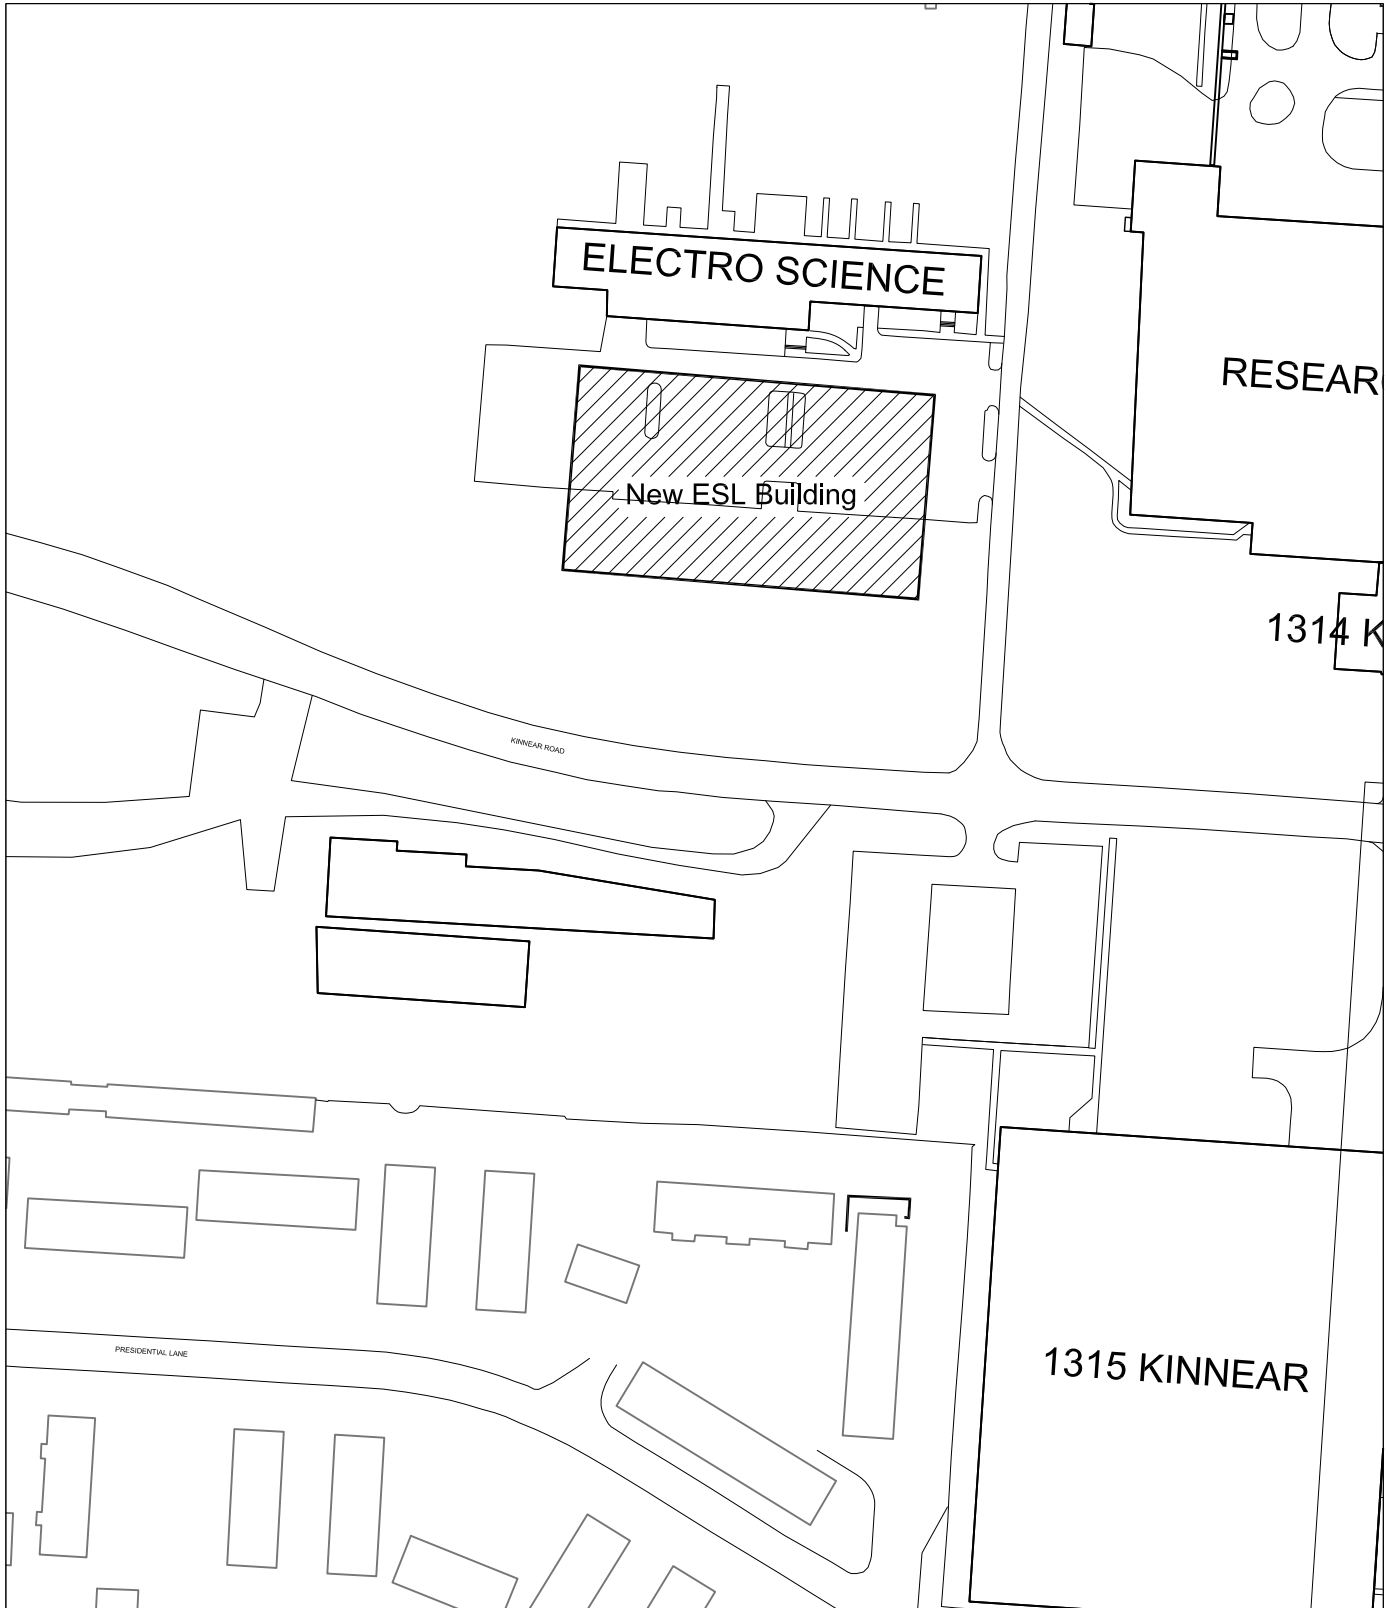 ELECTRO SCIENCE
RESEAR
New ESL Building
1314 K
KINNEAR ROAD
PRESIDENTIAL LANE
1315 KINNEAR